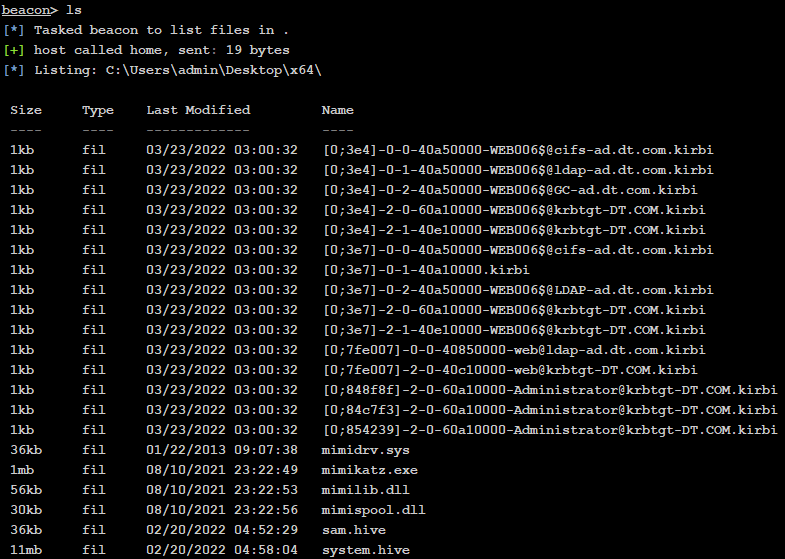 beacon> ls
[*] Tasked beacon to list files in .
[+] host called home, sent: 19 bytes
[*] Listing: C:\Users\admin\Desktop\x64\
Size Type Last Modified Name
---- ---- ------------- ----
1kb fil 03/23/2022 03:00:32 [0;3e4]-0-0-40a50000-WEB006$@cifs-ad.dt.com.kirbi
1kb fil 03/23/2022 03:00:32 [0;3e4]-0-1-40a50000-WEB006$@ldap-ad.dt.com.kirbi
1kb fil 03/23/2022 03:00:32 [0;3e4]-0-2-40a50000-WEB006$@GC-ad.dt.com.kirbi
1kb fil 03/23/2022 03:00:32 [0;3e4]-2-0-60a10000-WEB006$@krbtgt-DT.COM.kirbi
1kb fil 03/23/2022 03:00:32 [0;3e4]-2-1-40e10000-WEB006$@krbtgt-DT.COM.kirbi
1kb fil 03/23/2022 03:00:32 [0;3e7]-0-0-40a50000-WEB006$@cifs-ad.dt.com.kirbi
1kb fil 03/23/2022 03:00:32 [0;3e7]-0-1-40a10000.kirbi
1kb fil 03/23/2022 03:00:32 [0;3e7]-0-2-40a50000-WEB006$@LDAP-ad.dt.com.kirbi
1kb fil 03/23/2022 03:00:32 [0;3e7]-2-0-60a10000-WEB006$@krbtgt-DT.COM.kirbi
1kb fil 03/23/2022 03:00:32 [0;3e7]-2-1-40e10000-WEB006$@krbtgt-DT.COM.kirbi
1kb fil 03/23/2022 03:00:32 [0;7fe007]-0-0-40850000-web@ldap-ad.dt.com.kirbi
1kb fil 03/23/2022 03:00:32 [0;7fe007]-2-0-40c10000-web@krbtgt-DT.COM.kirbi
1kb fil 03/23/2022 03:00:32 [0;848f8f]-2-0-60a10000-Administrator@krbtgt-DT.COM.kirbi
1kb fil 03/23/2022 03:00:32 [0;84c7f3]-2-0-60a10000-Administrator@krbtgt-DT.COM.kirbi
1kb fil 03/23/2022 03:00:32 [0;854239]-2-0-60a10000-Administrator@krbtgt-DT.COM.kirbi
36kb fil 01/22/2013 09:07:38 mimidrv.sys
1mb fil 08/10/2021 23:22:49 mimikatz.exe
56kb fil 08/10/2021 23:22:53 mimilib.dll
30kb fil 08/10/2021 23:22:56 mimispool.dll
36kb fil 02/20/2022 04:52:29 sam.hive
11mb fil 02/20/2022 04:58:04 system.hive